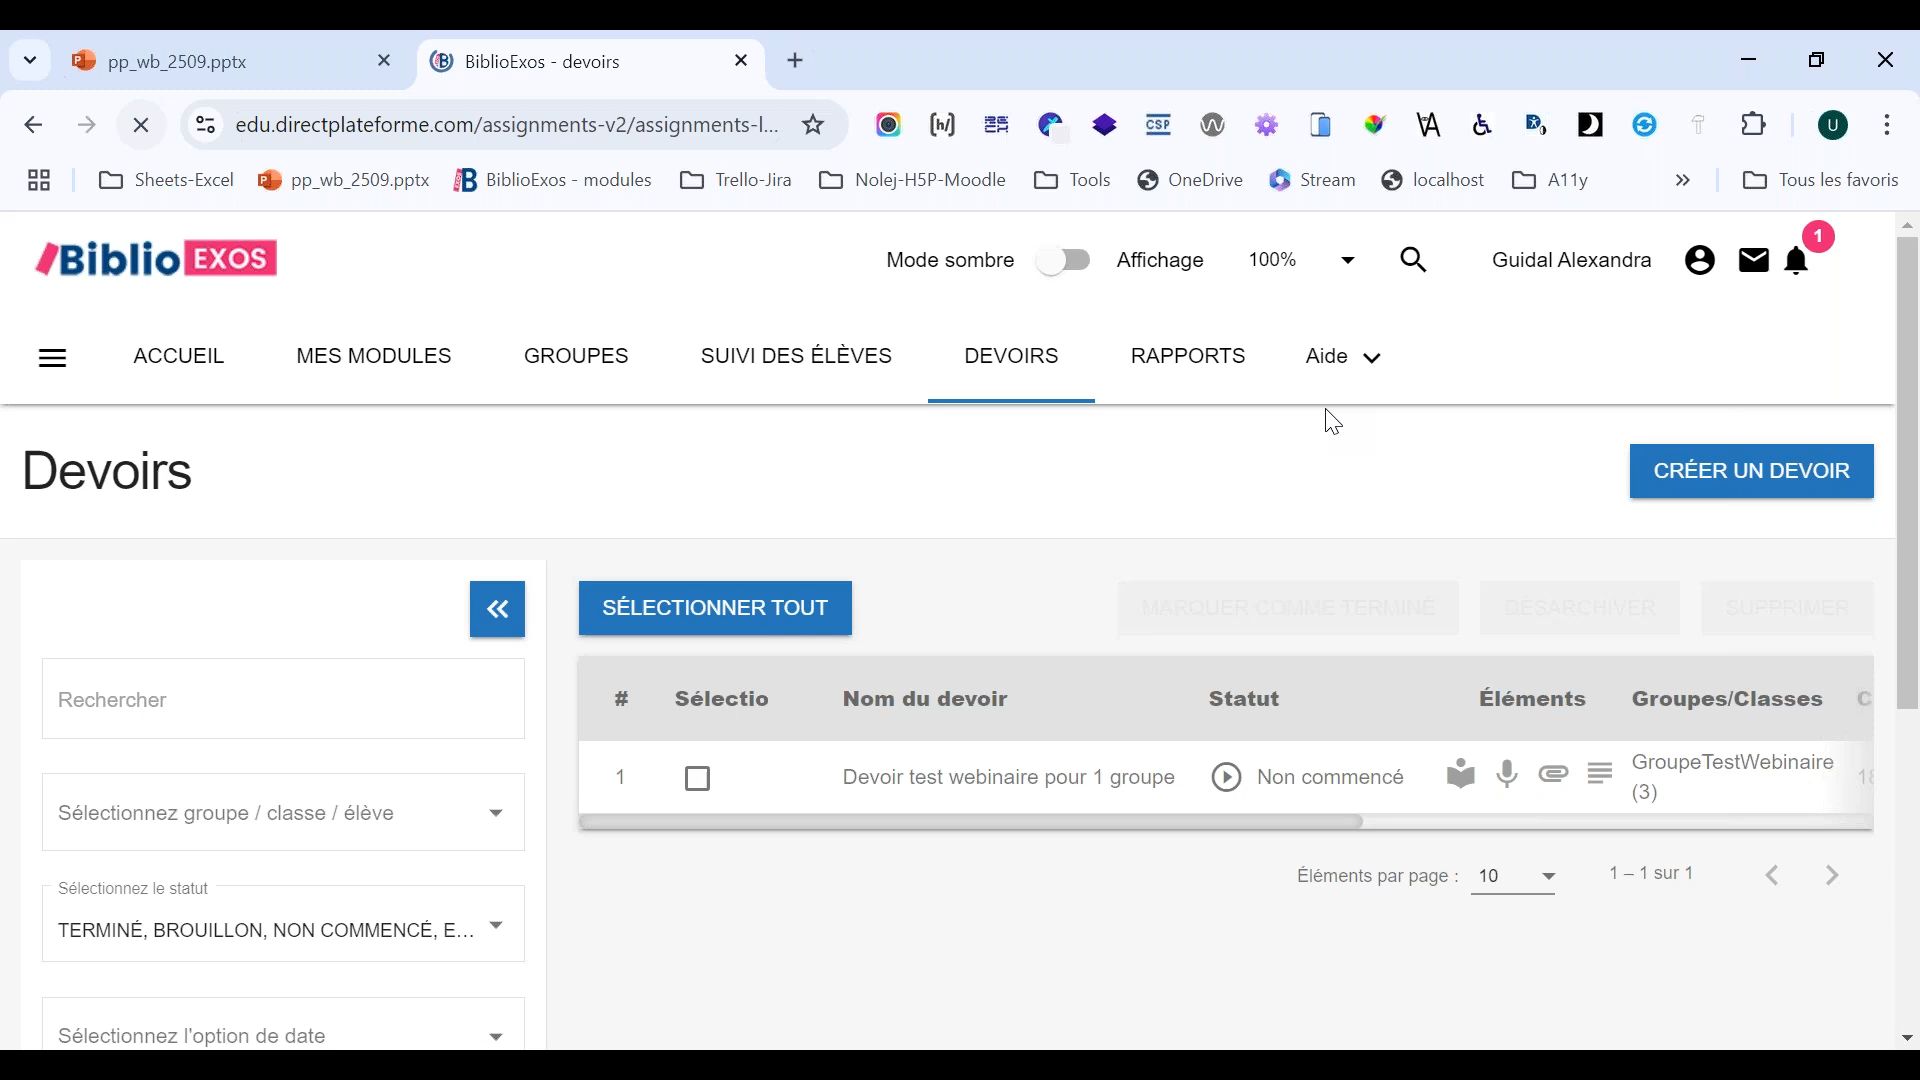 pp_wb_2509.pptx
BiblioExos - devoirs
edu.directplateforme.com/assignments-v2/assignments-l...
CSP
U
Sheets-Excel
pp_wb_2509.pptx
BiblioExos - modules
Trello-Jira
Nolej-H5P-Moodle
Tools
OneDrive
Stream
localhost
A11y
Tous les favoris
Biblio EXOS
Mode sombre
Affichage
100%
Guidal Alexandra
1
ACCUEIL
MES MODULES
GROUPES
SUIVI DES ÉLÈVES
DEVOIRS
RAPPORTS
Aide
Devoirs
CRÉER UN DEVOIR
SÉLECTIONNER TOUT
MARQUER COMME TERMINÉ
DÉSARCHIVER
SUPPRIMER
Rechercher
Sélectionnez groupe / classe / élève
Sélectionnez le statut
TERMINÉ, BROUILLON, NON COMMENCÉ, E...
Sélectionnez l'option de date
# Sélectio Nom du devoir Statut Éléments Groupes/Classes C
1 Devoir test webinaire pour 1 groupe Non commencé GroupeTestWebinaire
(3)
Éléments par page : 10 1 – 1 sur 1